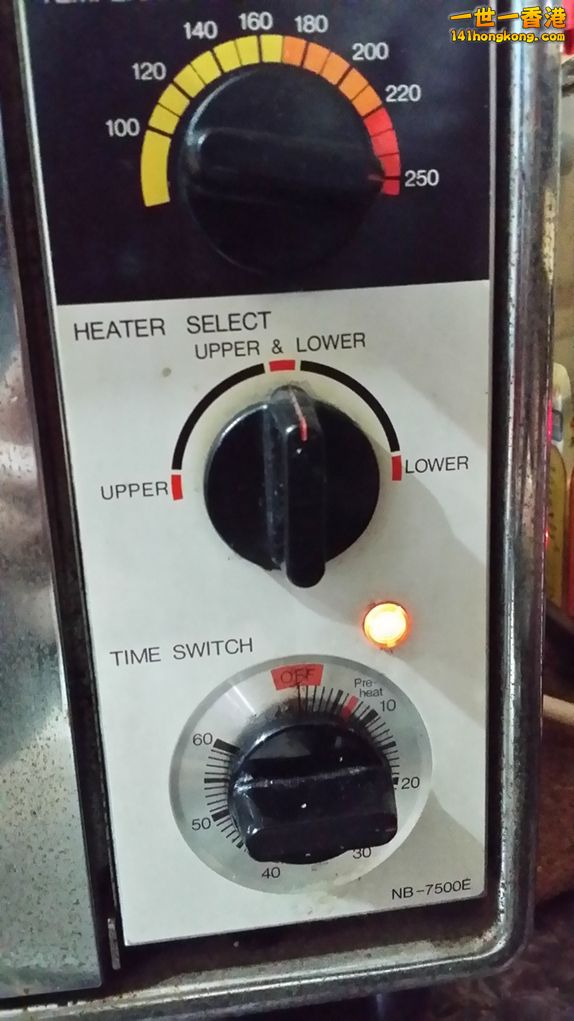 一世一香港
141hongkong.com
100
120
140
160
180
200
220
250
HEATER SELECT
UPPER & LOWER
UPPER
LOWER
TIME SWITCH
OFF
Pre-
heat
10
20
30
40
50
60
NB-7500E